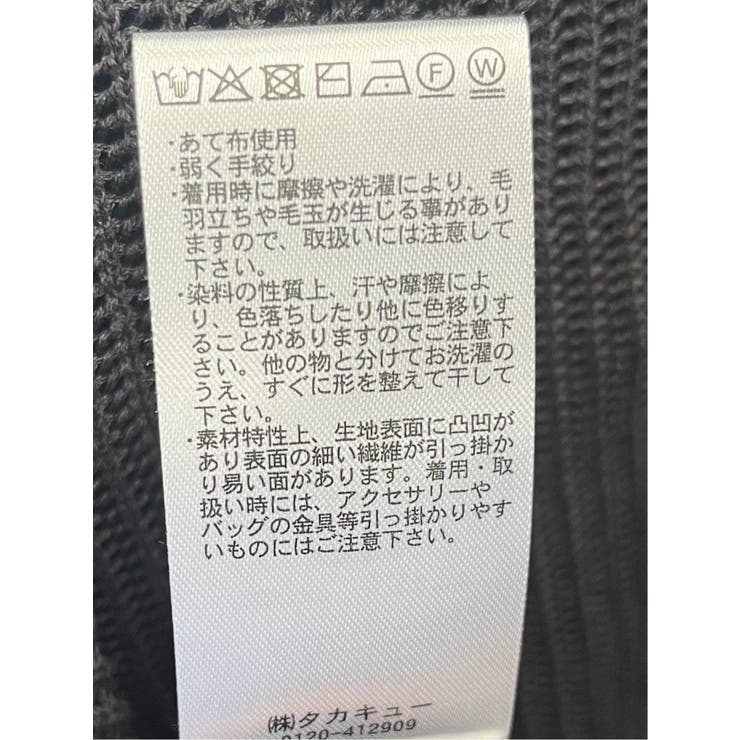 F W
・あて布使用
・弱く手絞り
・着用時に摩擦や洗濯により、毛
羽立ちや毛玉が生じる事があり
ますので、取扱いには注意して
下さい。
・染料の性質上、汗や摩擦によ
り、色落ちしたり他に色移りす
ることがありますのでご注意下
さい。他の物と分けてお洗濯の
うえ、すぐに形を整えて干して
下さい。
・素材特性上、生地表面に凸凹が
あり表面の細い繊維が引っ掛か
り易い面があります。着用・取
扱い時には、アクセサリーや
バッグの金具等引っ掛かりやす
いものにはご注意下さい。
㈱タカキュー
0120-412909